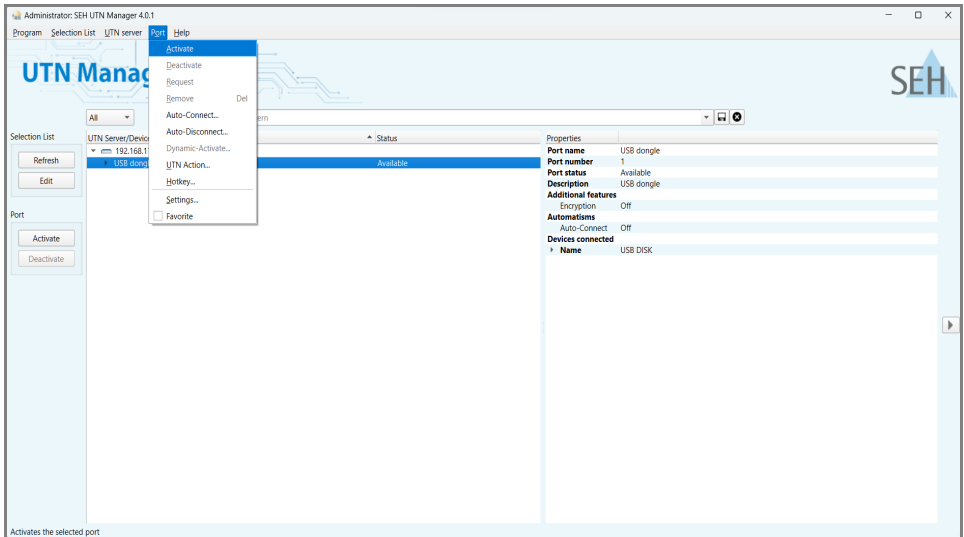 Administrator: SEH UTN Manager 4.0.1
Program Selection List UTN server Port Help
UTN Manag
SEH
Activate
Deactivate
Request
Remove Del
Auto-Connect...
Auto-Disconnect...
Dynamic-Activate...
UTN Action...
Hotkey...
Settings...
Favorite
All
Selection List
Refresh
Edit
Port
Activate
Deactivate
UTN Server/Device
Status
192.168.1
USB dongl
Available
Properties
Port name USB dongle
Port number 1
Port status Available
Description USB dongle
Additional features
Encryption Off
Automatisms
Auto-Connect Off
Devices connected
Name USB DISK
Activates the selected port